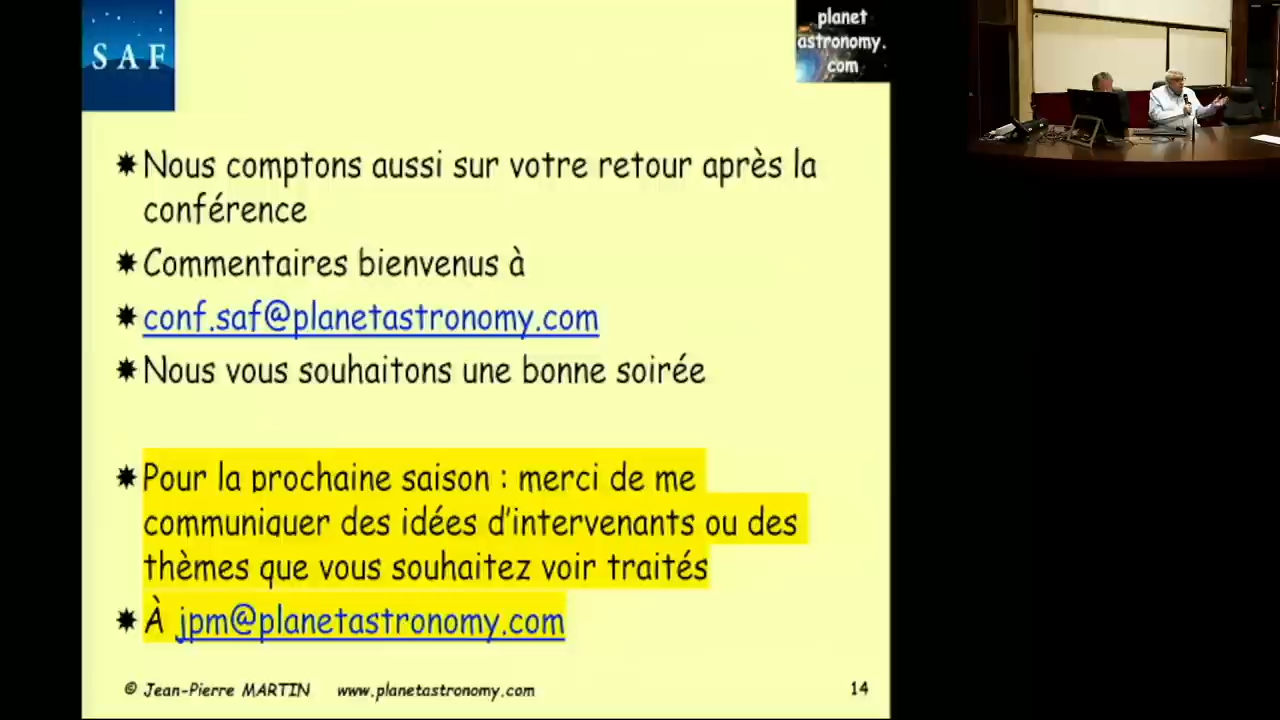 SAF
planet
astronomy.
com
Nous comptons aussi sur votre retour après la
conférence
Commentaires bienvenus à
conf.saf@planetastronomy.com
Nous vous souhaitons une bonne soirée
Pour la prochaine saison : merci de me
communiquer des idées d'intervenants ou des
thèmes que vous souhaitez voir traités
À jpm@planetastronomy.com
© Jean-Pierre MARTIN www.planetastronomy.com
14